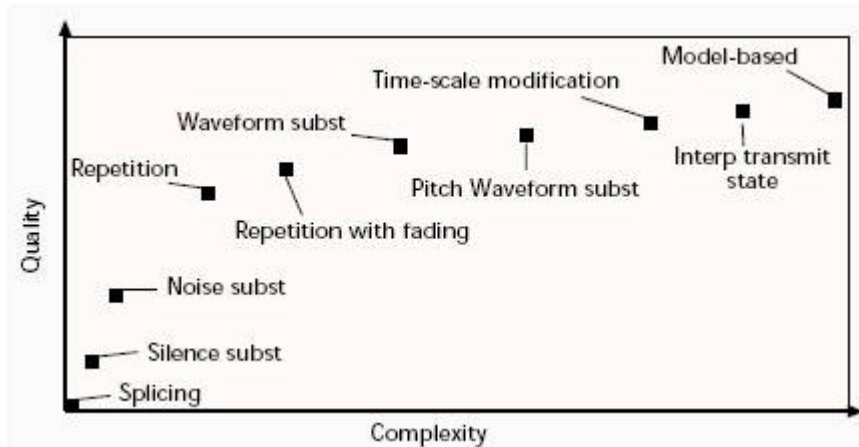 Model-based
Time-scale modification
Waveform subst
Interp transmit
state
Repetition
Pitch Waveform subst
Repetition with fading
Quality
Noise subst
Silence subst
Splicing
Complexity